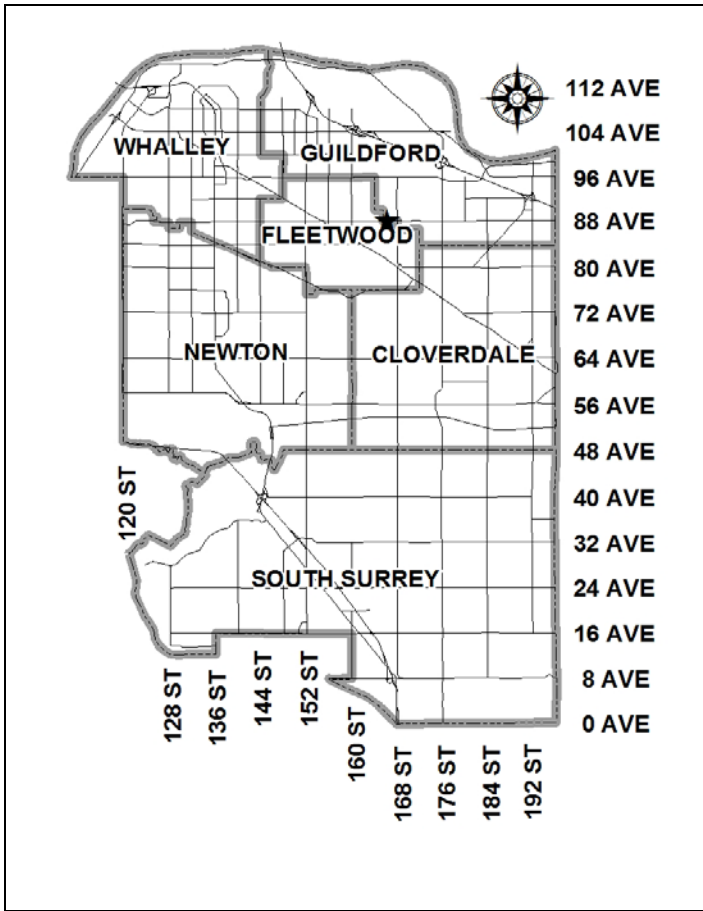 112 AVE
104 AVE
WHALLEY
GUILDFORD
96 AVE
88 AVE
FLEETWOOD
80 AVE
72 AVE
NEWTON
CLOVERDALE
64 AVE
56 AVE
48 AVE
120 ST
40 AVE
32 AVE
SOUTH SURREY
24 AVE
16 AVE
128 ST
136 ST
144 ST
152 ST
8 AVE
160 ST
0 AVE
168 ST
176 ST
184 ST
192 ST